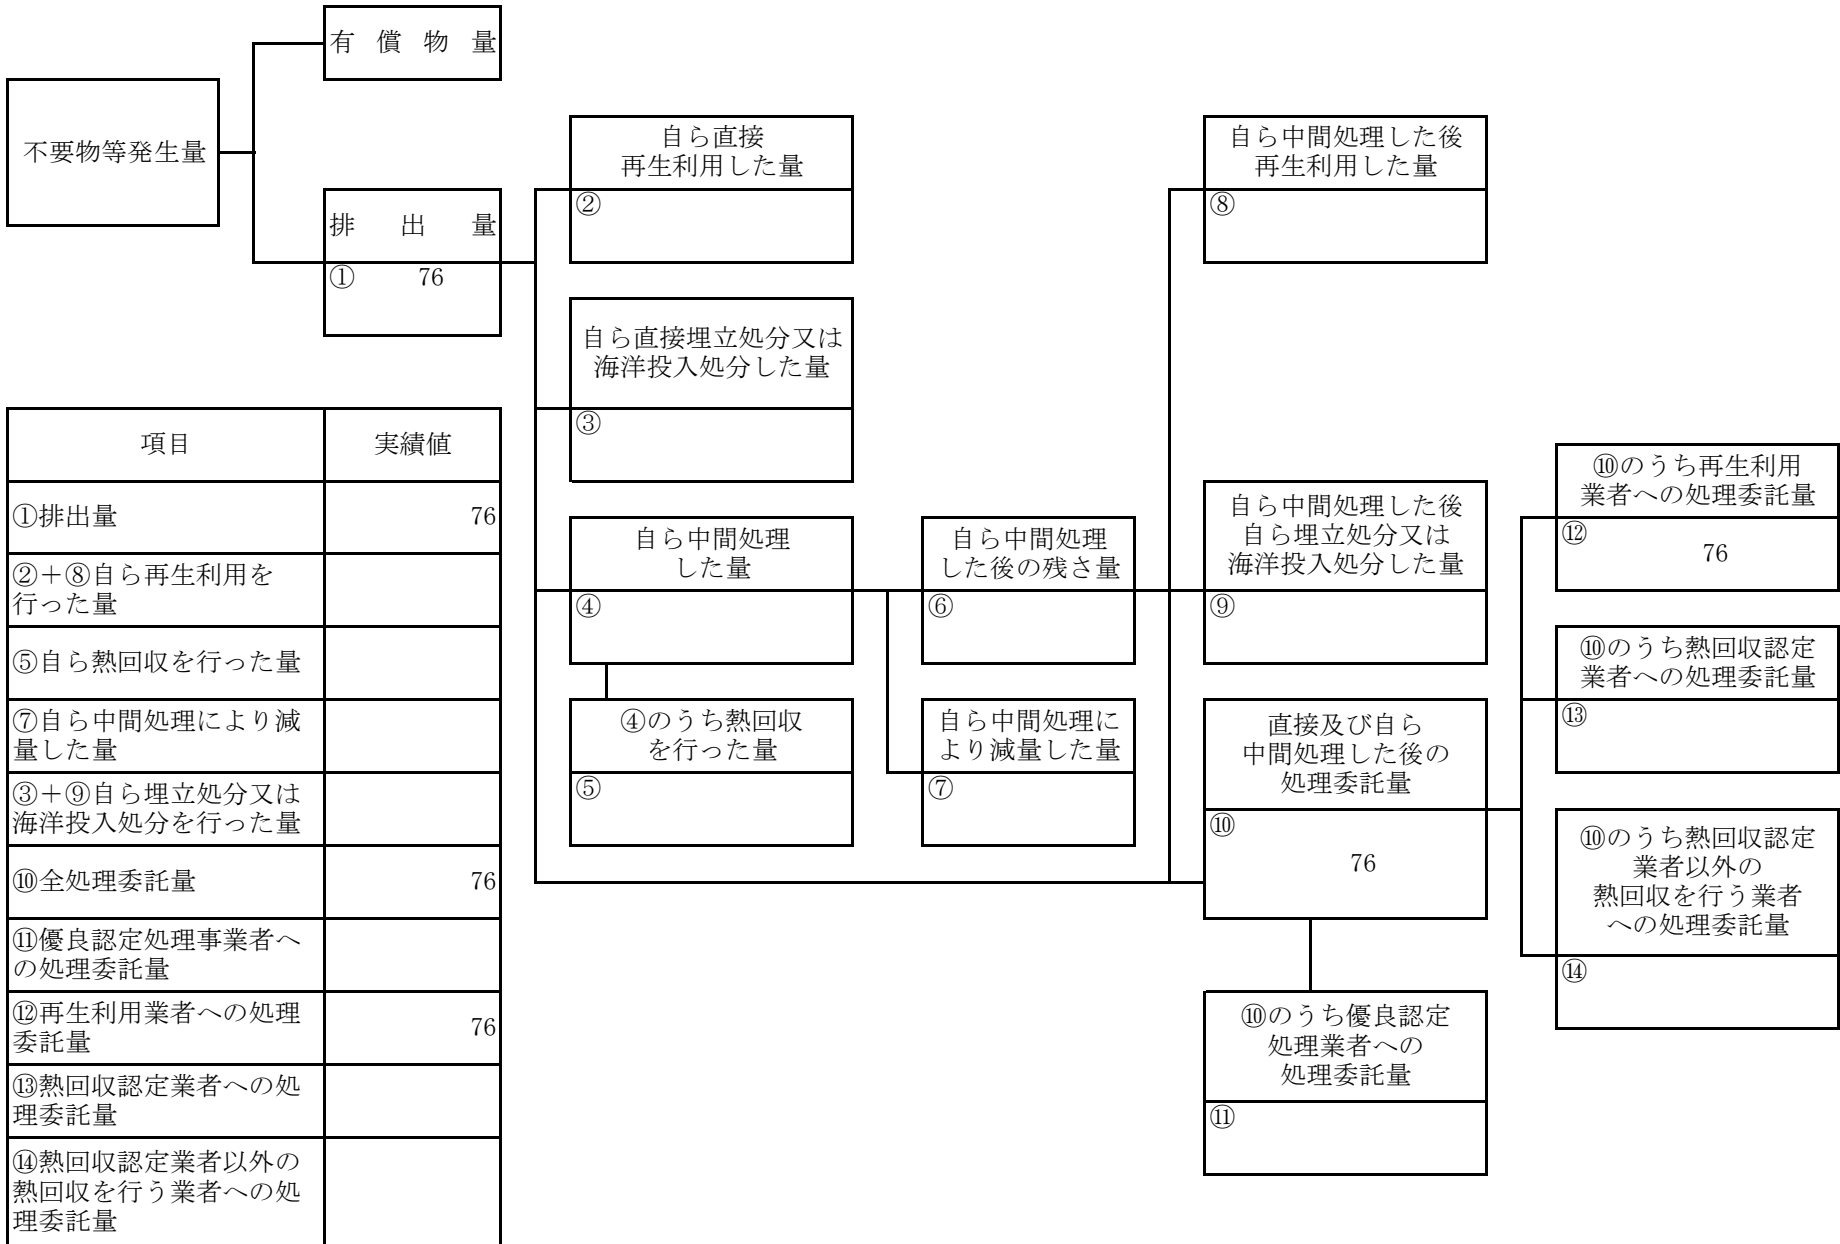 有償物量
不要物等発生量
排出量
① 76
自ら直接
再生利用した量
②
自ら直接埋立処分又は
海洋投入処分した量
③
自ら中間処理
した量
④
④のうち熱回収
を行った量
⑤
自ら中間処理
した後の残さ量
⑥
自ら中間処理に
より減量した量
⑦
自ら中間処理した後
再生利用した量
⑧
自ら中間処理した後
自ら埋立処分又は
海洋投入処分した量
⑨
直接及び自ら
中間処理した後の
処理委託量
⑩
76
⑩のうち優良認定
処理業者への
処理委託量
⑪
⑩のうち再生利用
業者への処理委託量
⑫
76
⑩のうち熱回収認定
業者への処理委託量
⑬
⑩のうち熱回収認定
業者以外の
熱回収を行う業者
への処理委託量
⑭
項目 実績値
①排出量 76
②＋⑧自ら再生利用を
行った量
⑤自ら熱回収を行った量
⑦自ら中間処理により減
量した量
③＋⑨自ら埋立処分又は
海洋投入処分を行った量
⑩全処理委託量 76
⑪優良認定処理事業者へ
の処理委託量
⑫再生利用業者への処理
委託量 76
⑬熱回収認定業者への処
理委託量
⑭熱回収認定業者以外の
熱回収を行う業者への処
理委託量